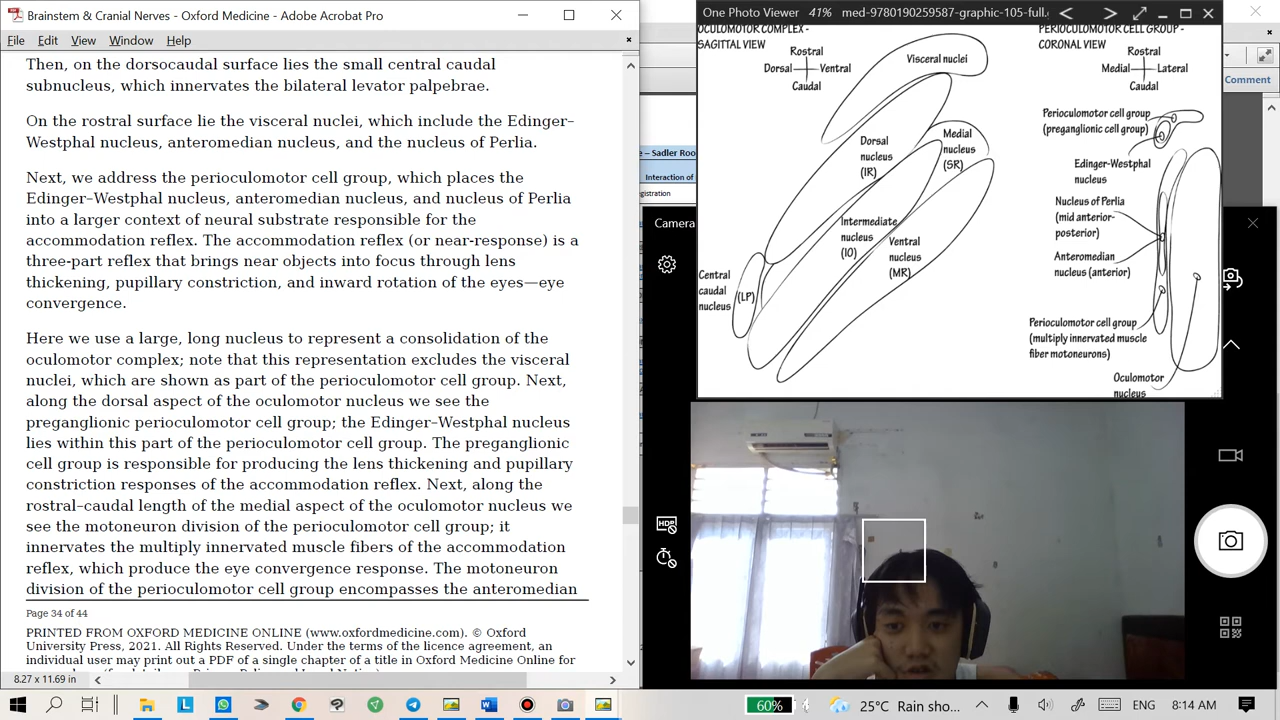 Brainstem & Cranial Nerves - Oxford Medicine - Adobe Acrobat Pro
File Edit View Window Help
Then, on the dorsocaudal surface lies the small central caudal
subnucleus, which innervates the bilateral levator palpebrae.
On the rostral surface lie the visceral nuclei, which include the Edinger–
Westphal nucleus, anteromedian nucleus, and the nucleus of Perlia.
Next, we address the perioculomotor cell group, which places the
Edinger–Westphal nucleus, anteromedian nucleus, and nucleus of Perlia
into a larger context of neural substrate responsible for the
accommodation reflex. The accommodation reflex (or near-response) is a
three-part reflex that brings near objects into focus through lens
thickening, pupillary constriction, and inward rotation of the eyes—eye
convergence.
Here we use a large, long nucleus to represent a consolidation of the
oculomotor complex; note that this representation excludes the visceral
nuclei, which are shown as part of the perioculomotor cell group. Next,
along the dorsal aspect of the oculomotor nucleus we see the
preganglionic perioculomotor cell group; the Edinger–Westphal nucleus
lies within this part of the perioculomotor cell group. The preganglionic
cell group is responsible for producing the lens thickening and pupillary
constriction responses of the accommodation reflex. Next, along the
rostral–caudal length of the medial aspect of the oculomotor nucleus we
see the motoneuron division of the perioculomotor cell group; it
innervates the multiply innervated muscle fibers of the accommodation
reflex, which produce the eye convergence response. The motoneuron
division of the perioculomotor cell group encompasses the anteromedian
Page 34 of 44
PRINTED FROM OXFORD MEDICINE ONLINE (www.oxfordmedicine.com). © Oxford
University Press, 2021. All Rights Reserved. Under the terms of the licence agreement, an
individual user may print out a PDF of a single chapter of a title in Oxford Medicine Online for
8.27 x 11.69 in
e – Sadler Roo
Interaction of
gistration
Camera
One Photo Viewer 41% med-9780190259587-graphic-105-full.
OCULOMOTOR COMPLEX -
SAGITTAL VIEW
Rostral
Dorsal Ventral
Caudal
Visceral nuclei
Dorsal
nucleus
(IR)
Medial
nucleus
(SR)
Intermediate
nucleus
(IO)
Ventral
nucleus
(MR)
Central
caudal
nucleus
(LP)
PERIOCULOMOTOR CELL GROUP -
CORONAL VIEW
Rostral
Medial Lateral
Caudal
Perioculomotor cell group
(preganglionic cell group)
Edinger-Westphal
nucleus
Nucleus of Perlia
(mid anterior-
posterior)
Anteromedian
nucleus (anterior)
Perioculomotor cell group
(multiply innervated muscle
fiber motoneurons)
Oculomotor
nucleus
Comment
60%
25°C Rain sho...
ENG
8:14 AM